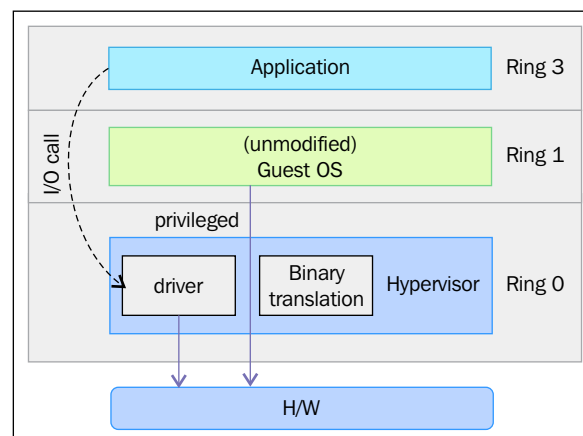 Application
Ring 3
(unmodified)
Guest OS
Ring 1
I/O call
privileged
driver
Binary
translation
Hypervisor
Ring 0
H/W